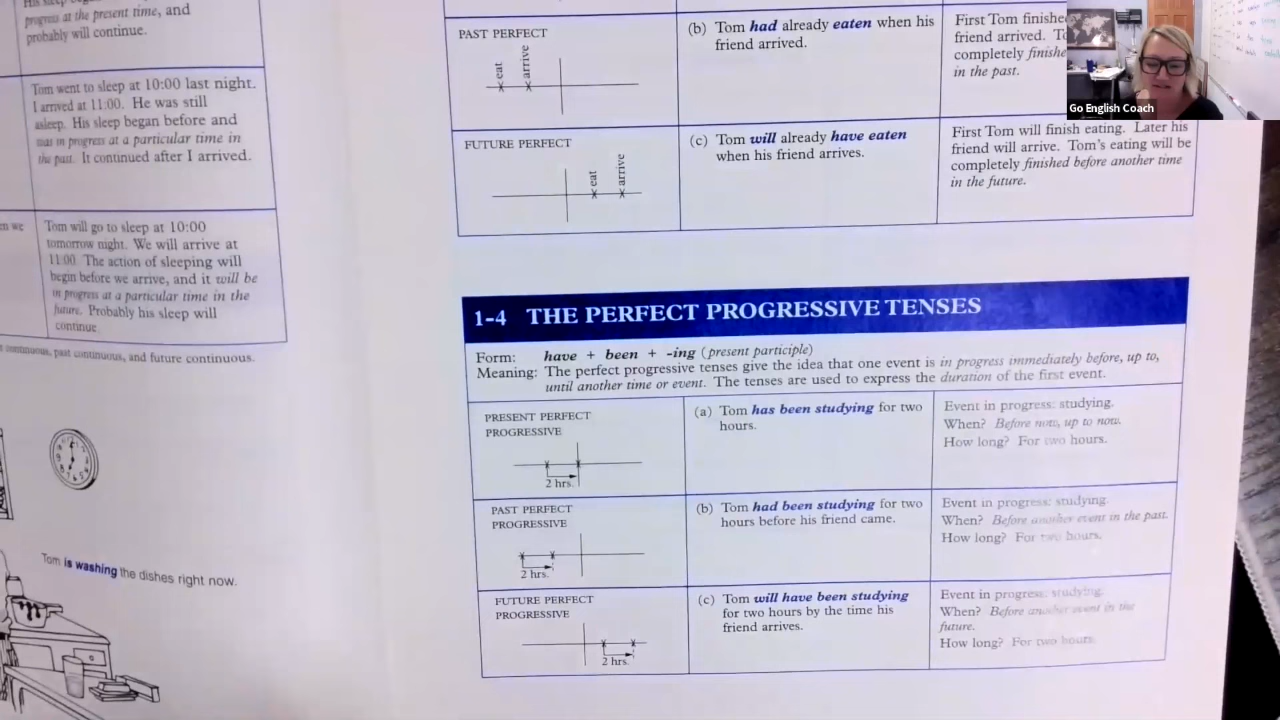 progress at the present time, and
probably will continue.
Tom went to sleep at 10:00 last night.
I arrived at 11:00. He was still
asleep. His sleep began before and
was in progress at a particular time in
the past. It continued after I arrived.
Tom will go to sleep at 10:00
tomorrow night. We will arrive at
11:00. The action of sleeping will
begin before we arrive, and it will be
in progress at a particular time in the
future. Probably his sleep will
continue.
continuous, past continuous, and future continuous.
Tom is washing the dishes right now.
PAST PERFECT
eat
arrive
(b) Tom had already eaten when his
friend arrived.
First Tom finished
friend arrived.
completely finished
in the past.
FUTURE PERFECT
eat
arrive
(c) Tom will already have eaten
when his friend arrives.
First Tom will finish eating. Later his
friend will arrive. Tom's eating will be
completely finished before another time
in the future.
1-4 THE PERFECT PROGRESSIVE TENSES
Form: have + been + -ing (present participle)
Meaning: The perfect progressive tenses give the idea that one event is in progress immediately before, up to,
until another time or event. The tenses are used to express the duration of the first event.
PRESENT PERFECT
PROGRESSIVE
2 hrs.
(a) Tom has been studying for two
hours.
Event in progress: studying.
When? Before now, up to now.
How long? For two hours.
PAST PERFECT
PROGRESSIVE
2 hrs.
(b) Tom had been studying for two
hours before his friend came.
Event in progress: studying.
When? Before another event in the past.
How long? For two hours.
FUTURE PERFECT
PROGRESSIVE
2 hrs.
(c) Tom will have been studying
for two hours by the time his
friend arrives.
Event in progress: studying.
When? Before another event in the
future.
How long? For two hours.
Go English Coach